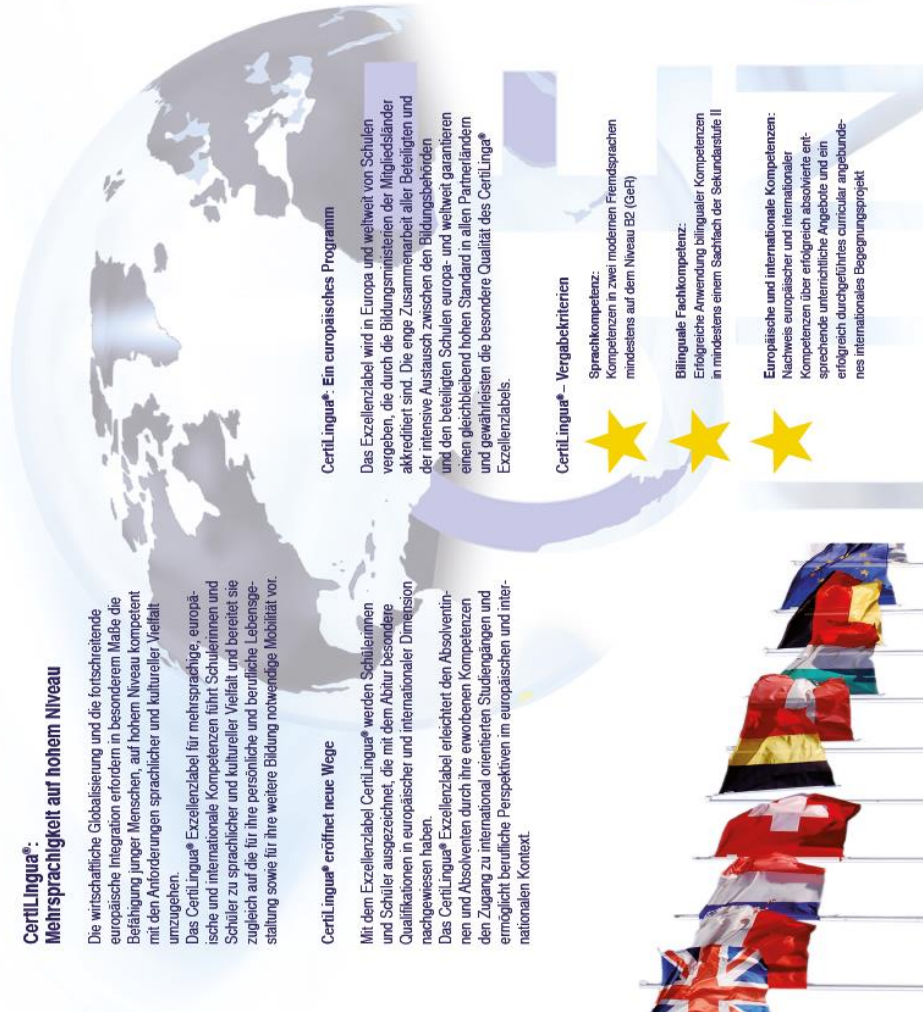 CertiLingua®:
Mehrsprachigkeit auf hohem Niveau
Die wirtschaftliche Globalisierung und die fortschreitende
europäische Integration erfordern in besonderem Maße die
Befähigung junger Menschen, auf hohem Niveau kompetent
mit den Anforderungen sprachlicher und kultureller Vielfalt
umzugehen.
Das CertiLingua® Exzellenzlabel für mehrsprachige, europä-
ische und internationale Kompetenzen führt Schülerinnen und
Schüler zu sprachlicher und kultureller Vielfalt und bereitet sie
zugleich auf die für ihre persönliche und berufliche Lebensge-
staltung sowie für ihre weitere Bildung notwendige Mobilität vor.
CertiLingua® eröffnet neue Wege
Mit dem Exzellenzlabel CertiLingua® werden Schülerinnen
und Schüler ausgezeichnet, die mit dem Abitur besondere
Qualifikationen in europäischer und internationaler Dimension
nachgewiesen haben.
Das CertiLingua® Exzellenzlabel erleichtert den Absolventin-
nen und Absolventen durch ihre erworbenen Kompetenzen
den Zugang zu international orientierten Studiengängen und
ermöglicht berufliche Perspektiven im europäischen und inter-
nationalen Kontext.
CertiLingua®: Ein europäisches Programm
Das Exzellenzlabel wird in Europa und weltweit von Schulen
vergeben, die durch die Bildungsministerien der Mitgliedsländer
akkreditiert sind. Die enge Zusammenarbeit aller Beteiligten und
der intensive Austausch zwischen den Bildungsbehörden
und den beteiligten Schulen europa- und weltweit garantieren
einen gleichbleibend hohen Standard in allen Partnerländern
und gewährleisten die besondere Qualität des CertiLinga®
Exzellenzlabels.
CertiLingua® – Vergabekriterien
Sprachkompetenz:
Kompetenzen in zwei modernen Fremdsprachen
mindestens auf dem Niveau B2 (GeR)
Bilinguale Fachkompetenz:
Erfolgreiche Anwendung bilingualer Kompetenzen
in mindestens einem Sachfach der Sekundarstufe II
Europäische und internationale Kompetenzen:
Nachweis europäischer und internationaler
Kompetenzen über erfolgreich absolvierte ent-
sprechende unterrichtliche Angebote und ein
erfolgreich durchgeführtes curricular angebunde-
nes internationales Begegnungsprojekt